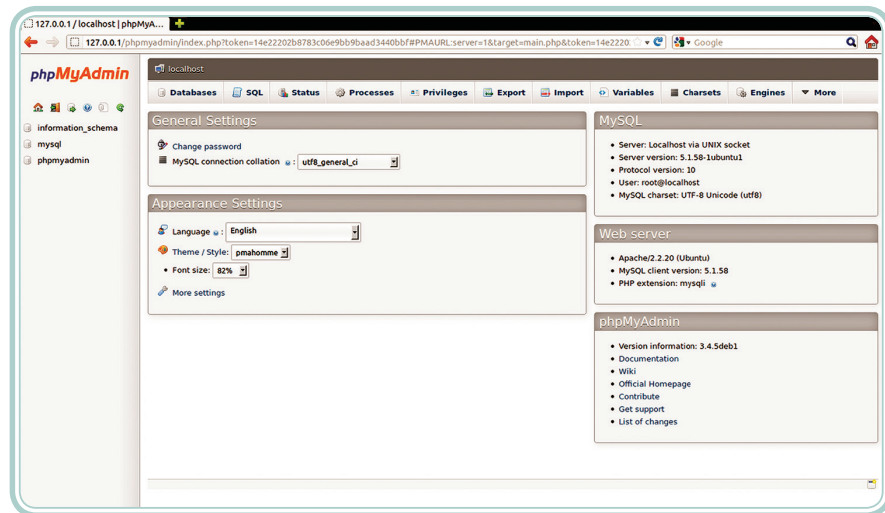 127.0.0.1 / localhost | phpMyA...
127.0.0.1/phpmyadmin/index.php?token=14e22202b8783c06e9bb9baad3440bbf#PMAURL:server=1&target=main.php&token=14e2220
Google
phpMyAdmin
information_schema
mysql
phpmyadmin
localhost
Databases SQL Status Processes Privileges Export Import Variables Charsets Engines More
General Settings
Change password
MySQL connection collation : utf8_general_ci
Appearance Settings
Language : English
Theme / Style: pmahomme
• Font size: 82%
More settings
MySQL
• Server: Localhost via UNIX socket
• Server version: 5.1.58-1ubuntu1
• Protocol version: 10
• User: root@localhost
• MySQL charset: UTF-8 Unicode (utf8)
Web server
• Apache/2.2.20 (Ubuntu)
• MySQL client version: 5.1.58
• PHP extension: mysqli
phpMyAdmin
• Version information: 3.4.5deb1
• Documentation
• Wiki
• Official Homepage
• Contribute
• Get support
• List of changes